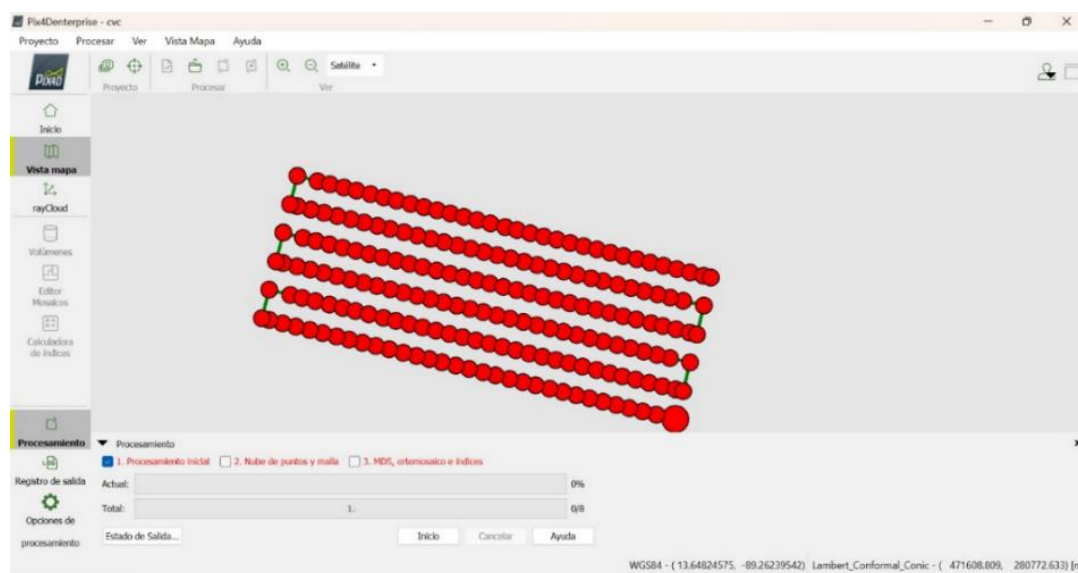 Pix4Denterprise - cvc
Proyecto Procesar Ver Vista Mapa Ayuda
PIX4D
Satélite
Proyecto Procesar Ver
Inicio
Vista mapa
rayCloud
Volúmenes
Editor
Mosaicos
Calculadora
de índices
Procesamiento
Registro de salida
Opciones de
procesamiento
Procesamiento
1. Procesamiento Inicial 2. Nube de puntos y malla 3. MDS, ortomosaico e índices
Actual: 0%
Total: 1. 0/8
Estado de Salida... Inicio Cancelar Ayuda
WGS84 - ( 13.64824575, -89.26239542) Lambert_Conformal_Conic - ( 471608.809, 280772.633)